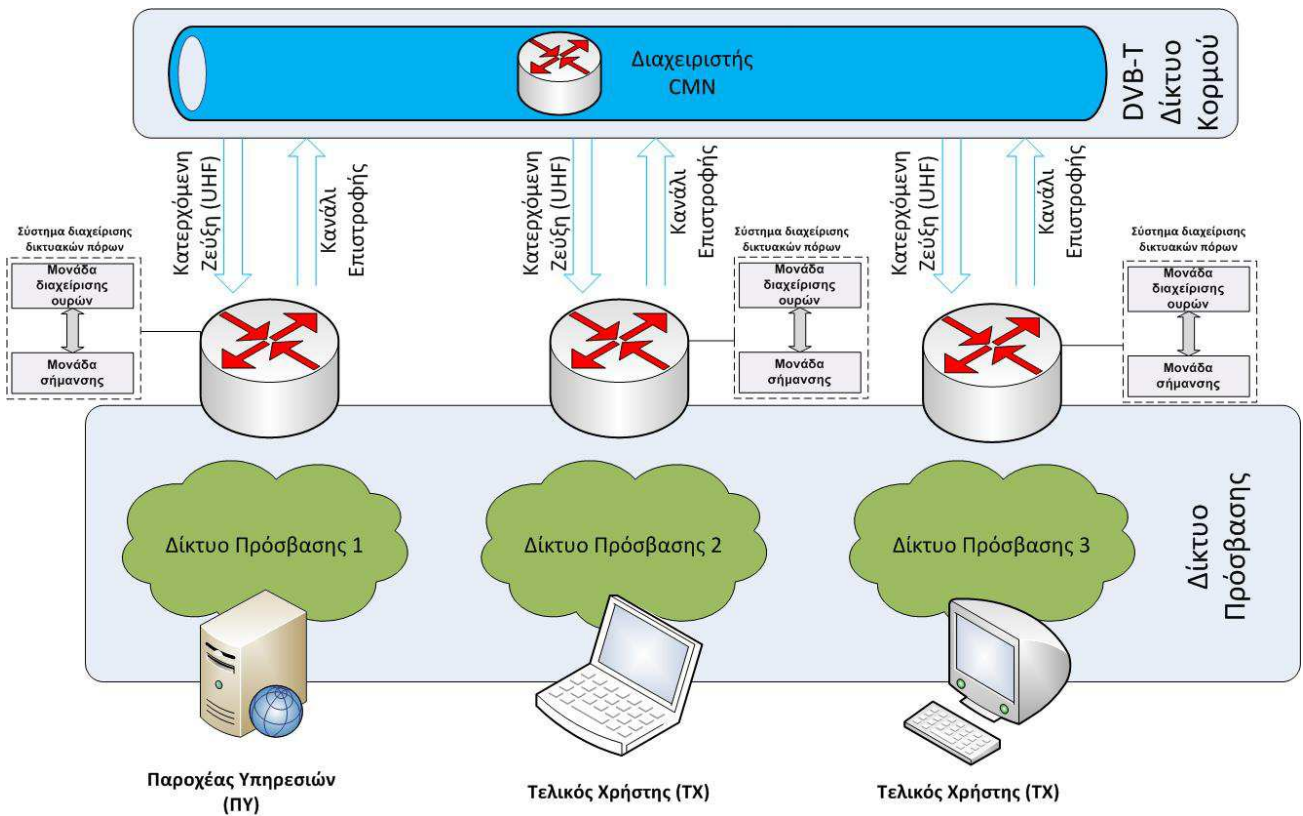 Διαχειριστής
CMN
DVB-T
Δίκτυο
Κορμού
Κατερχόμενη
Ζεύξη (UHF)
Κανάλι
Επιστροφής
Κατερχόμενη
Ζεύξη (UHF)
Κανάλι
Επιστροφής
Κατερχόμενη
Ζεύξη (UHF)
Κανάλι
Επιστροφής
Σύστημα διαχείρισης
δικτυακών πόρων
Μονάδα
διαχείρισης
ουρών
Μονάδα
σήμανσης
Σύστημα διαχείρισης
δικτυακών πόρων
Μονάδα
διαχείρισης
ουρών
Μονάδα
σήμανσης
Σύστημα διαχείρισης
δικτυακών πόρων
Μονάδα
διαχείρισης
ουρών
Μονάδα
σήμανσης
Δίκτυο Πρόσβασης 1
Δίκτυο Πρόσβασης 2
Δίκτυο Πρόσβασης 3
Δίκτυο
Πρόσβασης
Παροχέας Υπηρεσιών
(ΠΥ)
Τελικός Χρήστης (ΤΧ)
Τελικός Χρήστης (ΤΧ)